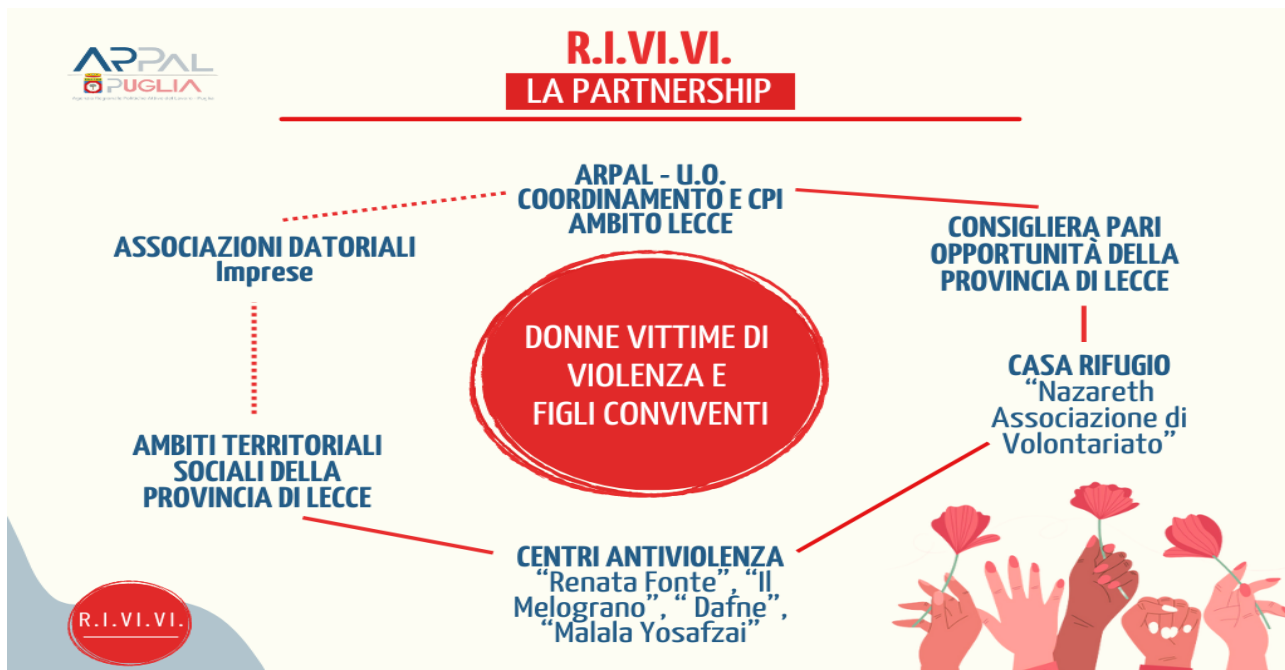 ARPAL
PUGLIA
R.I.VI.VI.
LA PARTNERSHIP
ARPAL - U.O.
COORDINAMENTO E CPI
AMBITO LECCE
ASSOCIAZIONI DATORIALI
Imprese
CONSIGLIERA PARI
OPPORTUNITÀ DELLA
PROVINCIA DI LECCE
DONNE VITTIME DI
VIOLENZA E
FIGLI CONVIVENTI
CASA RIFUGIO
“Nazareth
Associazione di
Volontariato”
AMBITI TERRITORIALI
SOCIALI DELLA
PROVINCIA DI LECCE
CENTRI ANTIVIOLENZA
“Renata Fonte”, “Il
Melograno”, “ Dafne”,
“Malala Yosafzai”
R.I.VI.VI.